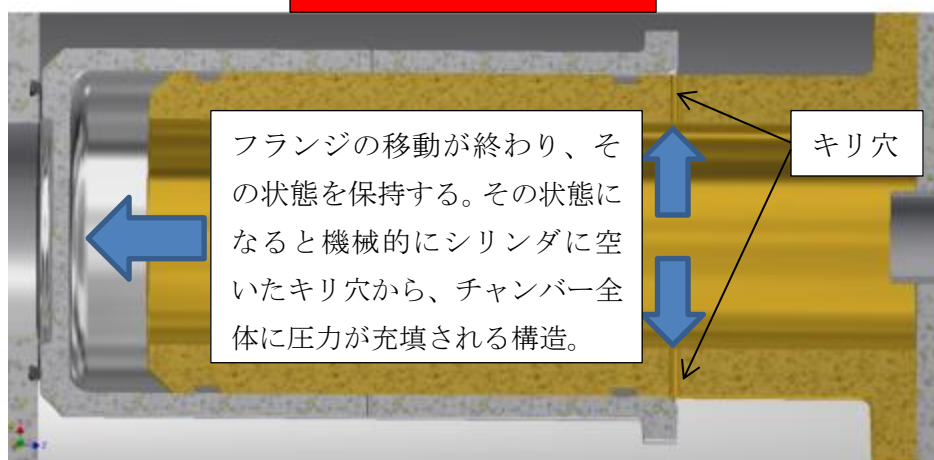 フランジの移動が終わり、そ
の状態を保持する。その状態に
なると機械的にシリンダに空
いたキリ穴から、チャンバー全
体に圧力が充填される構造。
キリ穴